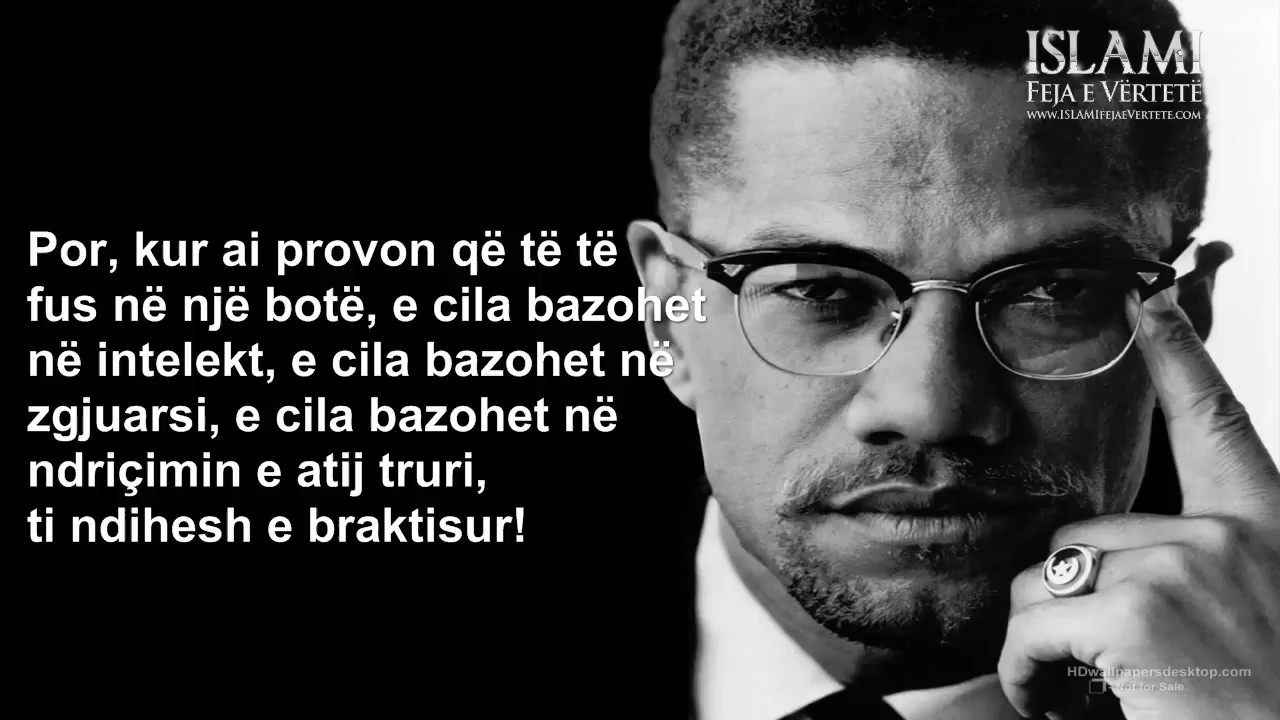 ISLAMI
FEJA E VËRTETË
WWW.ISLAMIFEJAEVERTETE.COM
Por, kur ai provon që të të
fus në një botë, e cila bazohet
në intelekt, e cila bazohet në
zgjuarsi, e cila bazohet në
ndriçimin e atij truri,
ti ndihesh e braktisur!
HDwallpapersdesktop.com
Not for Sale